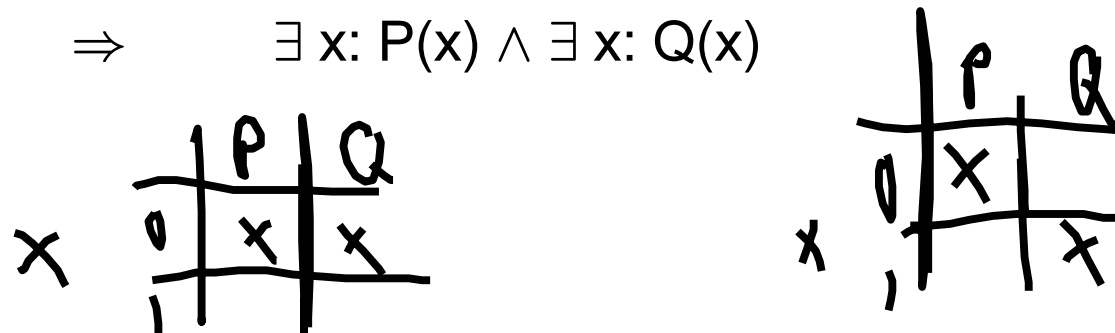 ⇒ ∃ x: P(x) ∧ ∃ x: Q(x)
P Q
x 0 x x
1
P Q
x 0 x
1 x